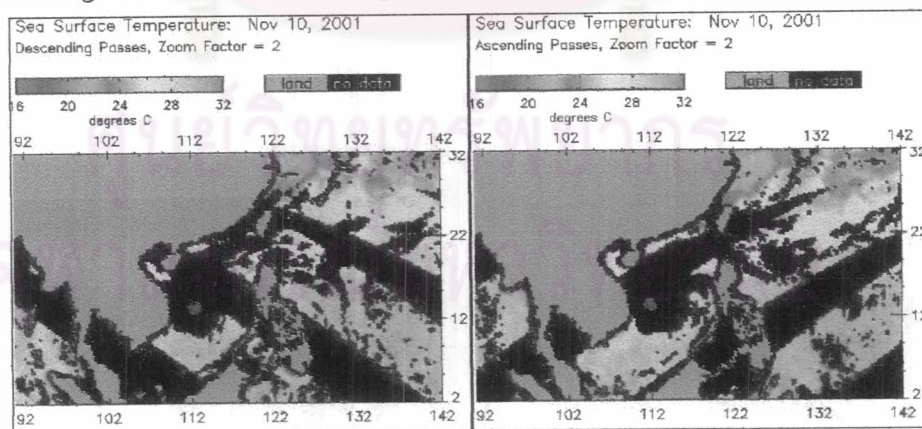 Sea Surface Temperature: Nov 10, 2001
Descending Passes, Zoom Factor = 2
land no data
16 20 24 28 32
degrees C
92 102 112 122 132 142
32
22
12
2
92 102 112 122 132 142
Sea Surface Temperature: Nov 10, 2001
Ascending Passes, Zoom Factor = 2
land no data
16 20 24 28 32
degrees C
92 102 112 122 132 142
32
22
12
2
92 102 112 122 132 142